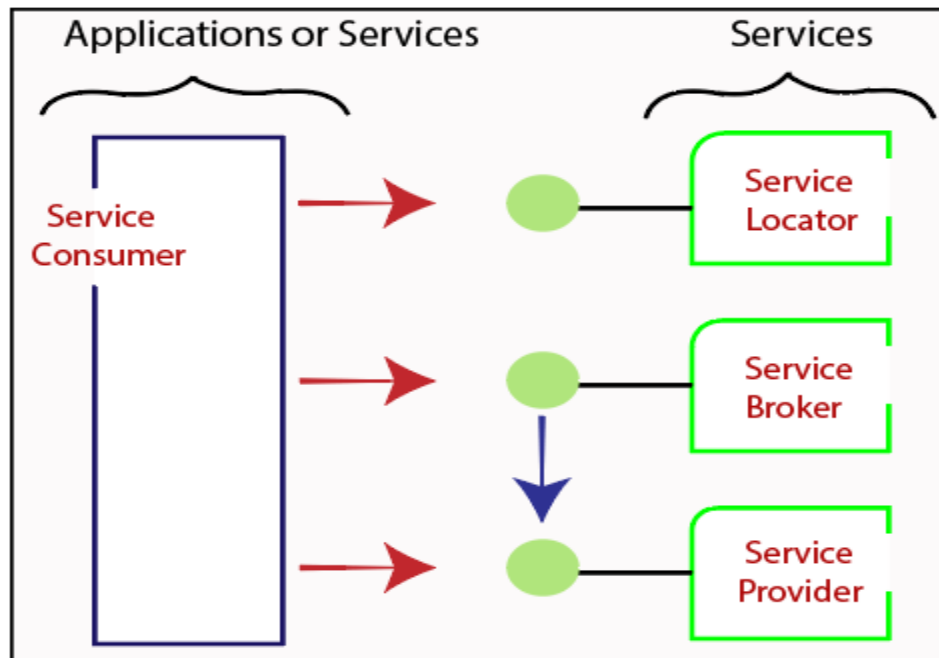 Applications or Services
Services
Service
Consumer
Service
Locator
Service
Broker
Service
Provider